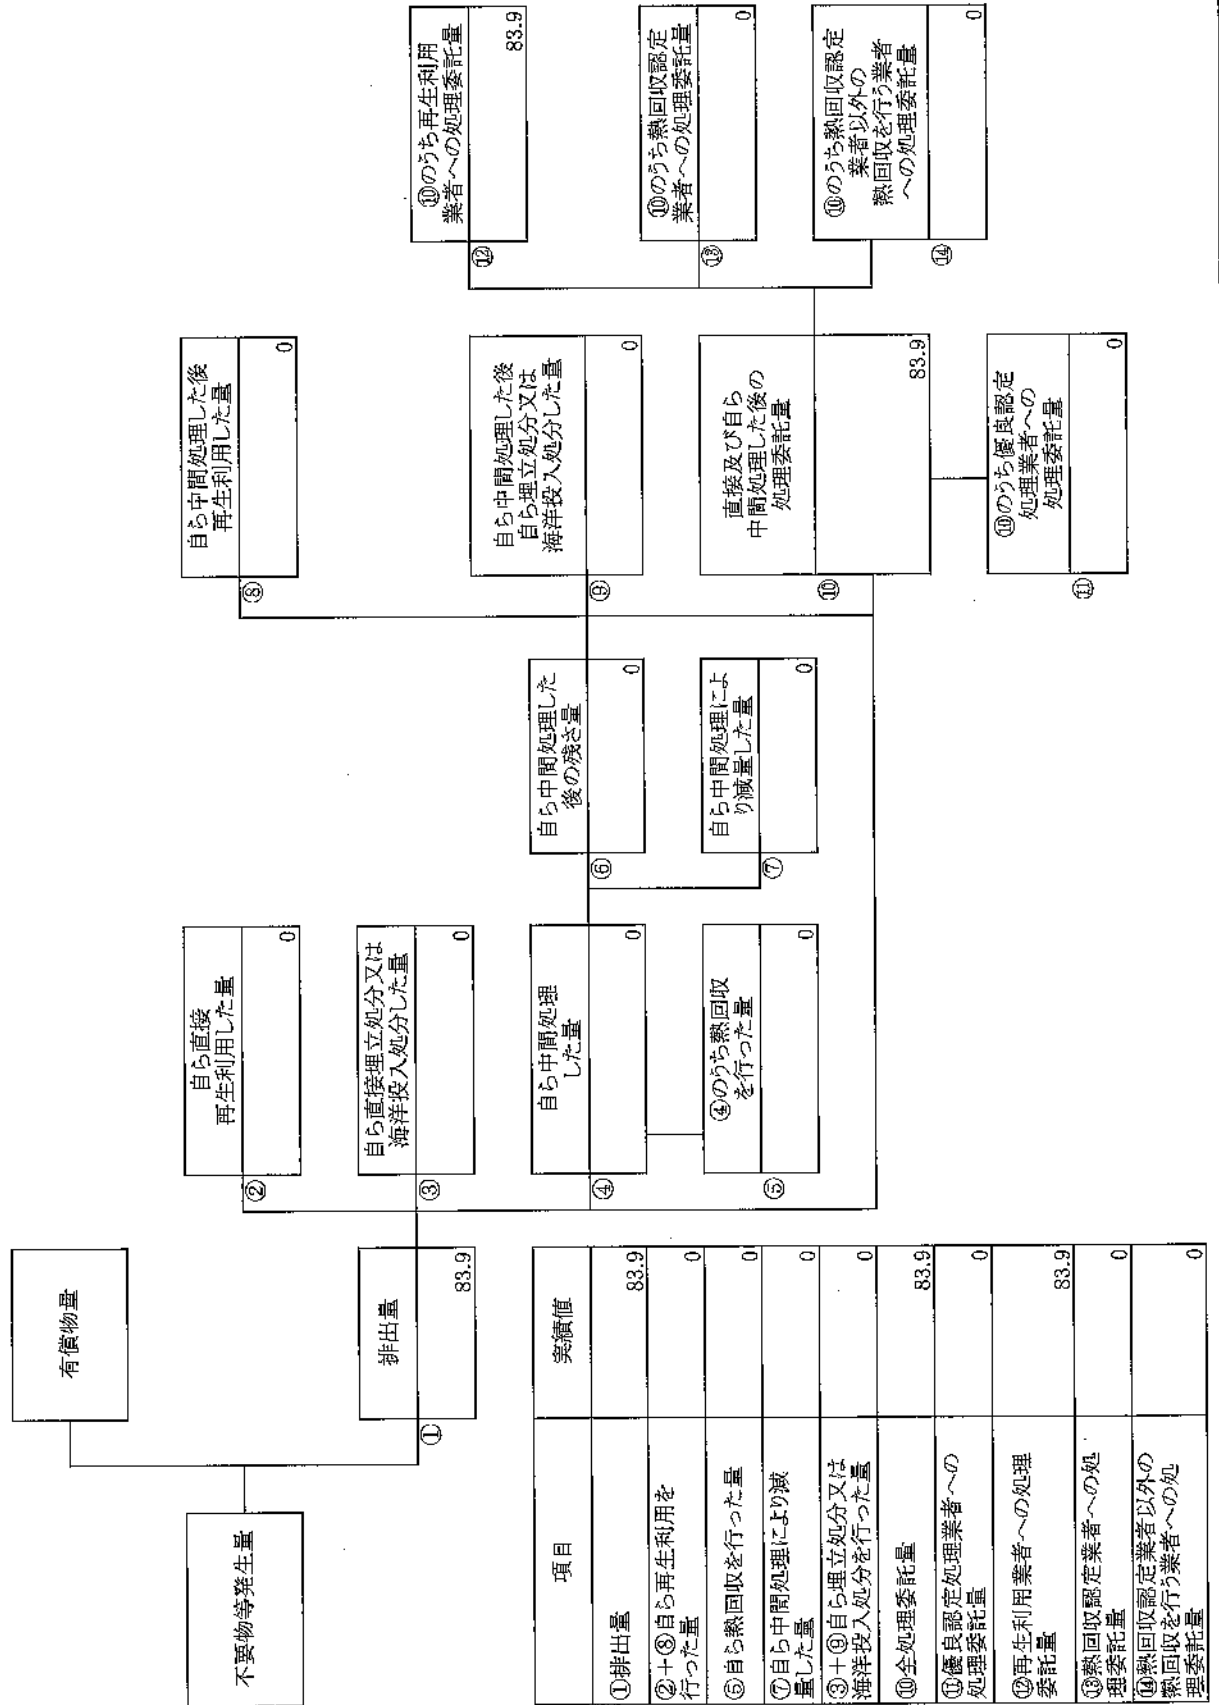 不要物等発生量
有償物量
排出量
①
83.9
自ら直接
再生利用した量
②
0
自ら直接埋立処分又は
海洋投入処分した量
③
0
自ら中間処理
した量
④
0
④のうち熱回収
を行った量
⑤
0
自ら中間処理した
後の残さ量
⑥
0
自ら中間処理によ
り減量した量
⑦
0
自ら中間処理した後
再生利用した量
⑧
0
自ら中間処理した後
自ら埋立処分又は
海洋投入処分した量
⑨
0
直接及び自ら
中間処理した後の
処理委託量
⑩
83.9
⑩のうち優良認定
処理業者への
処理委託量
⑪
0
⑩のうち再生利用
業者への処理委託量
⑫
83.9
⑩のうち熱回収認定
業者への処理委託量
⑬
0
⑩のうち熱回収認定
業者以外の
熱回収を行う業者
への処理委託量
⑭
0
項目 実績値
①排出量 83.9
②+⑧自ら再生利用を
行った量 0
⑤自ら熱回収を行った量 0
⑦自ら中間処理により減
量した量 0
③+⑨自ら埋立処分又は
海洋投入処分を行った量 0
⑩全処理委託量 83.9
⑪優良認定処理業者への
処理委託量 0
⑫再生利用業者への処理
委託量 83.9
⑬熱回収認定業者への処
理委託量 0
⑭熱回収認定業者以外の
熱回収を行う業者への処
理委託量 0